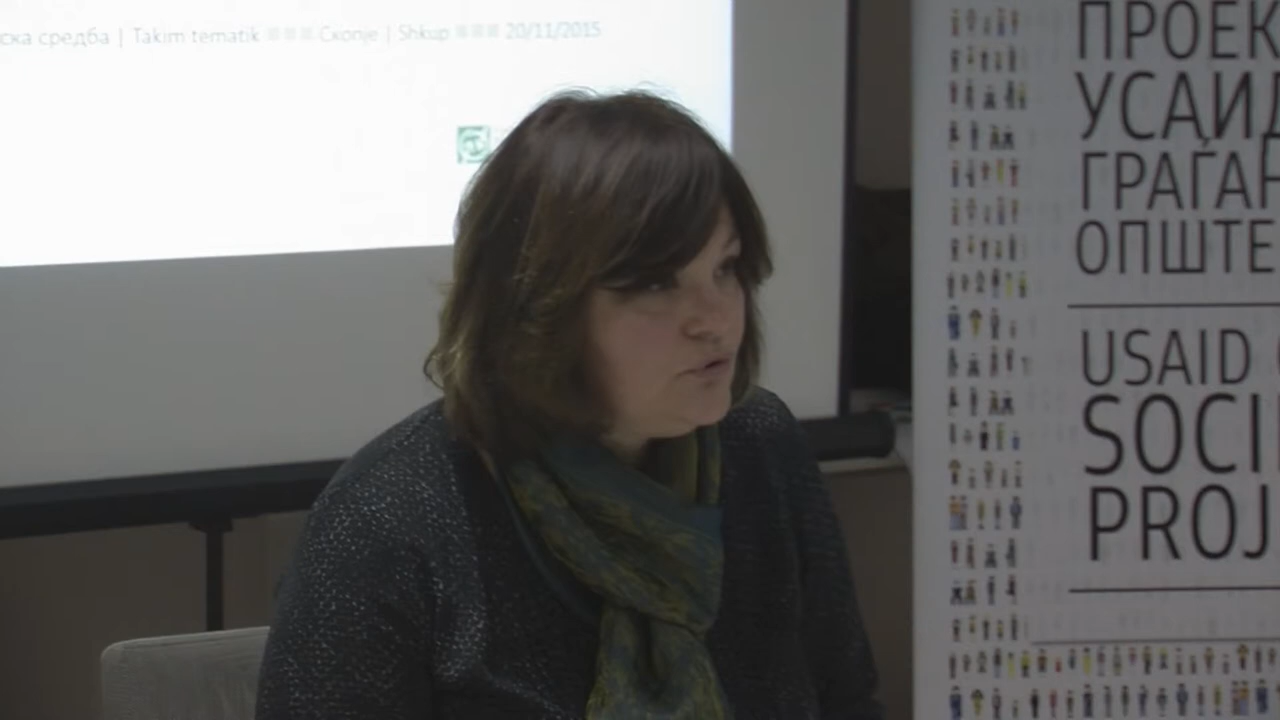 ска средба | Takim tematik ■■■ Скопје | Shkup ■■■ 20/11/2015
ПРОЕК
УСАИД
ГРАЃАН
ОПШТЕ
USAID
SOCI
PROJ